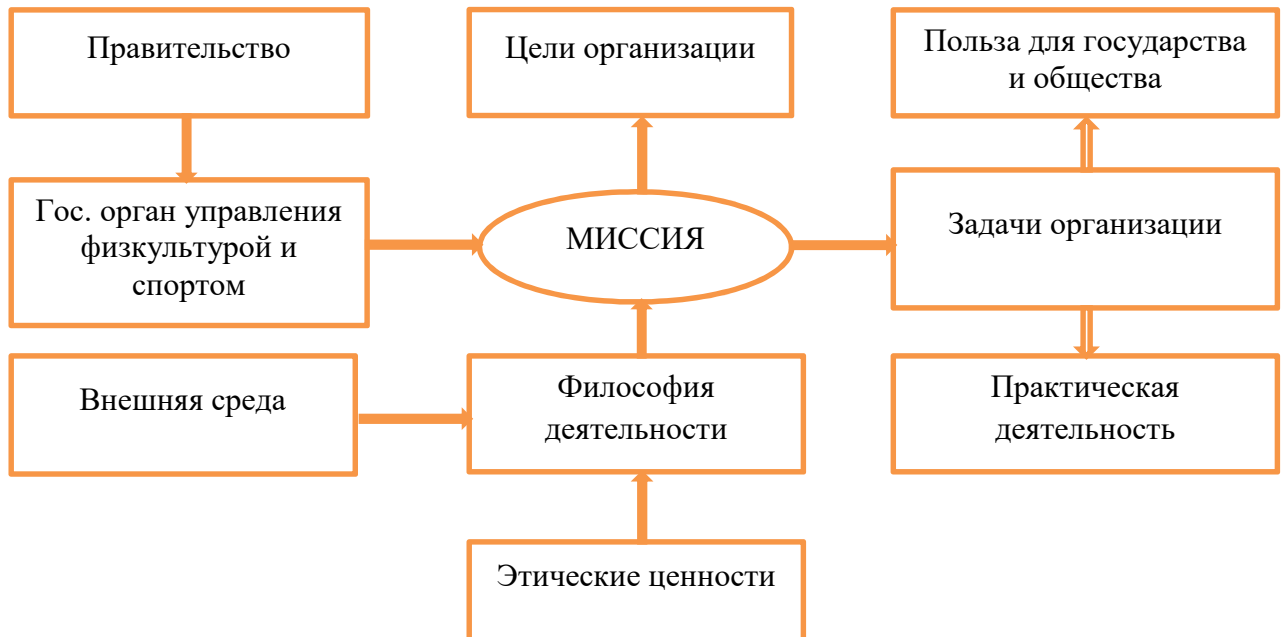 Правительство
Цели организации
Польза для государства
и общества
Гос. орган управления
физкультурой и
спортом
МИССИЯ
Задачи организации
Внешняя среда
Философия
деятельности
Практическая
деятельность
Этические ценности